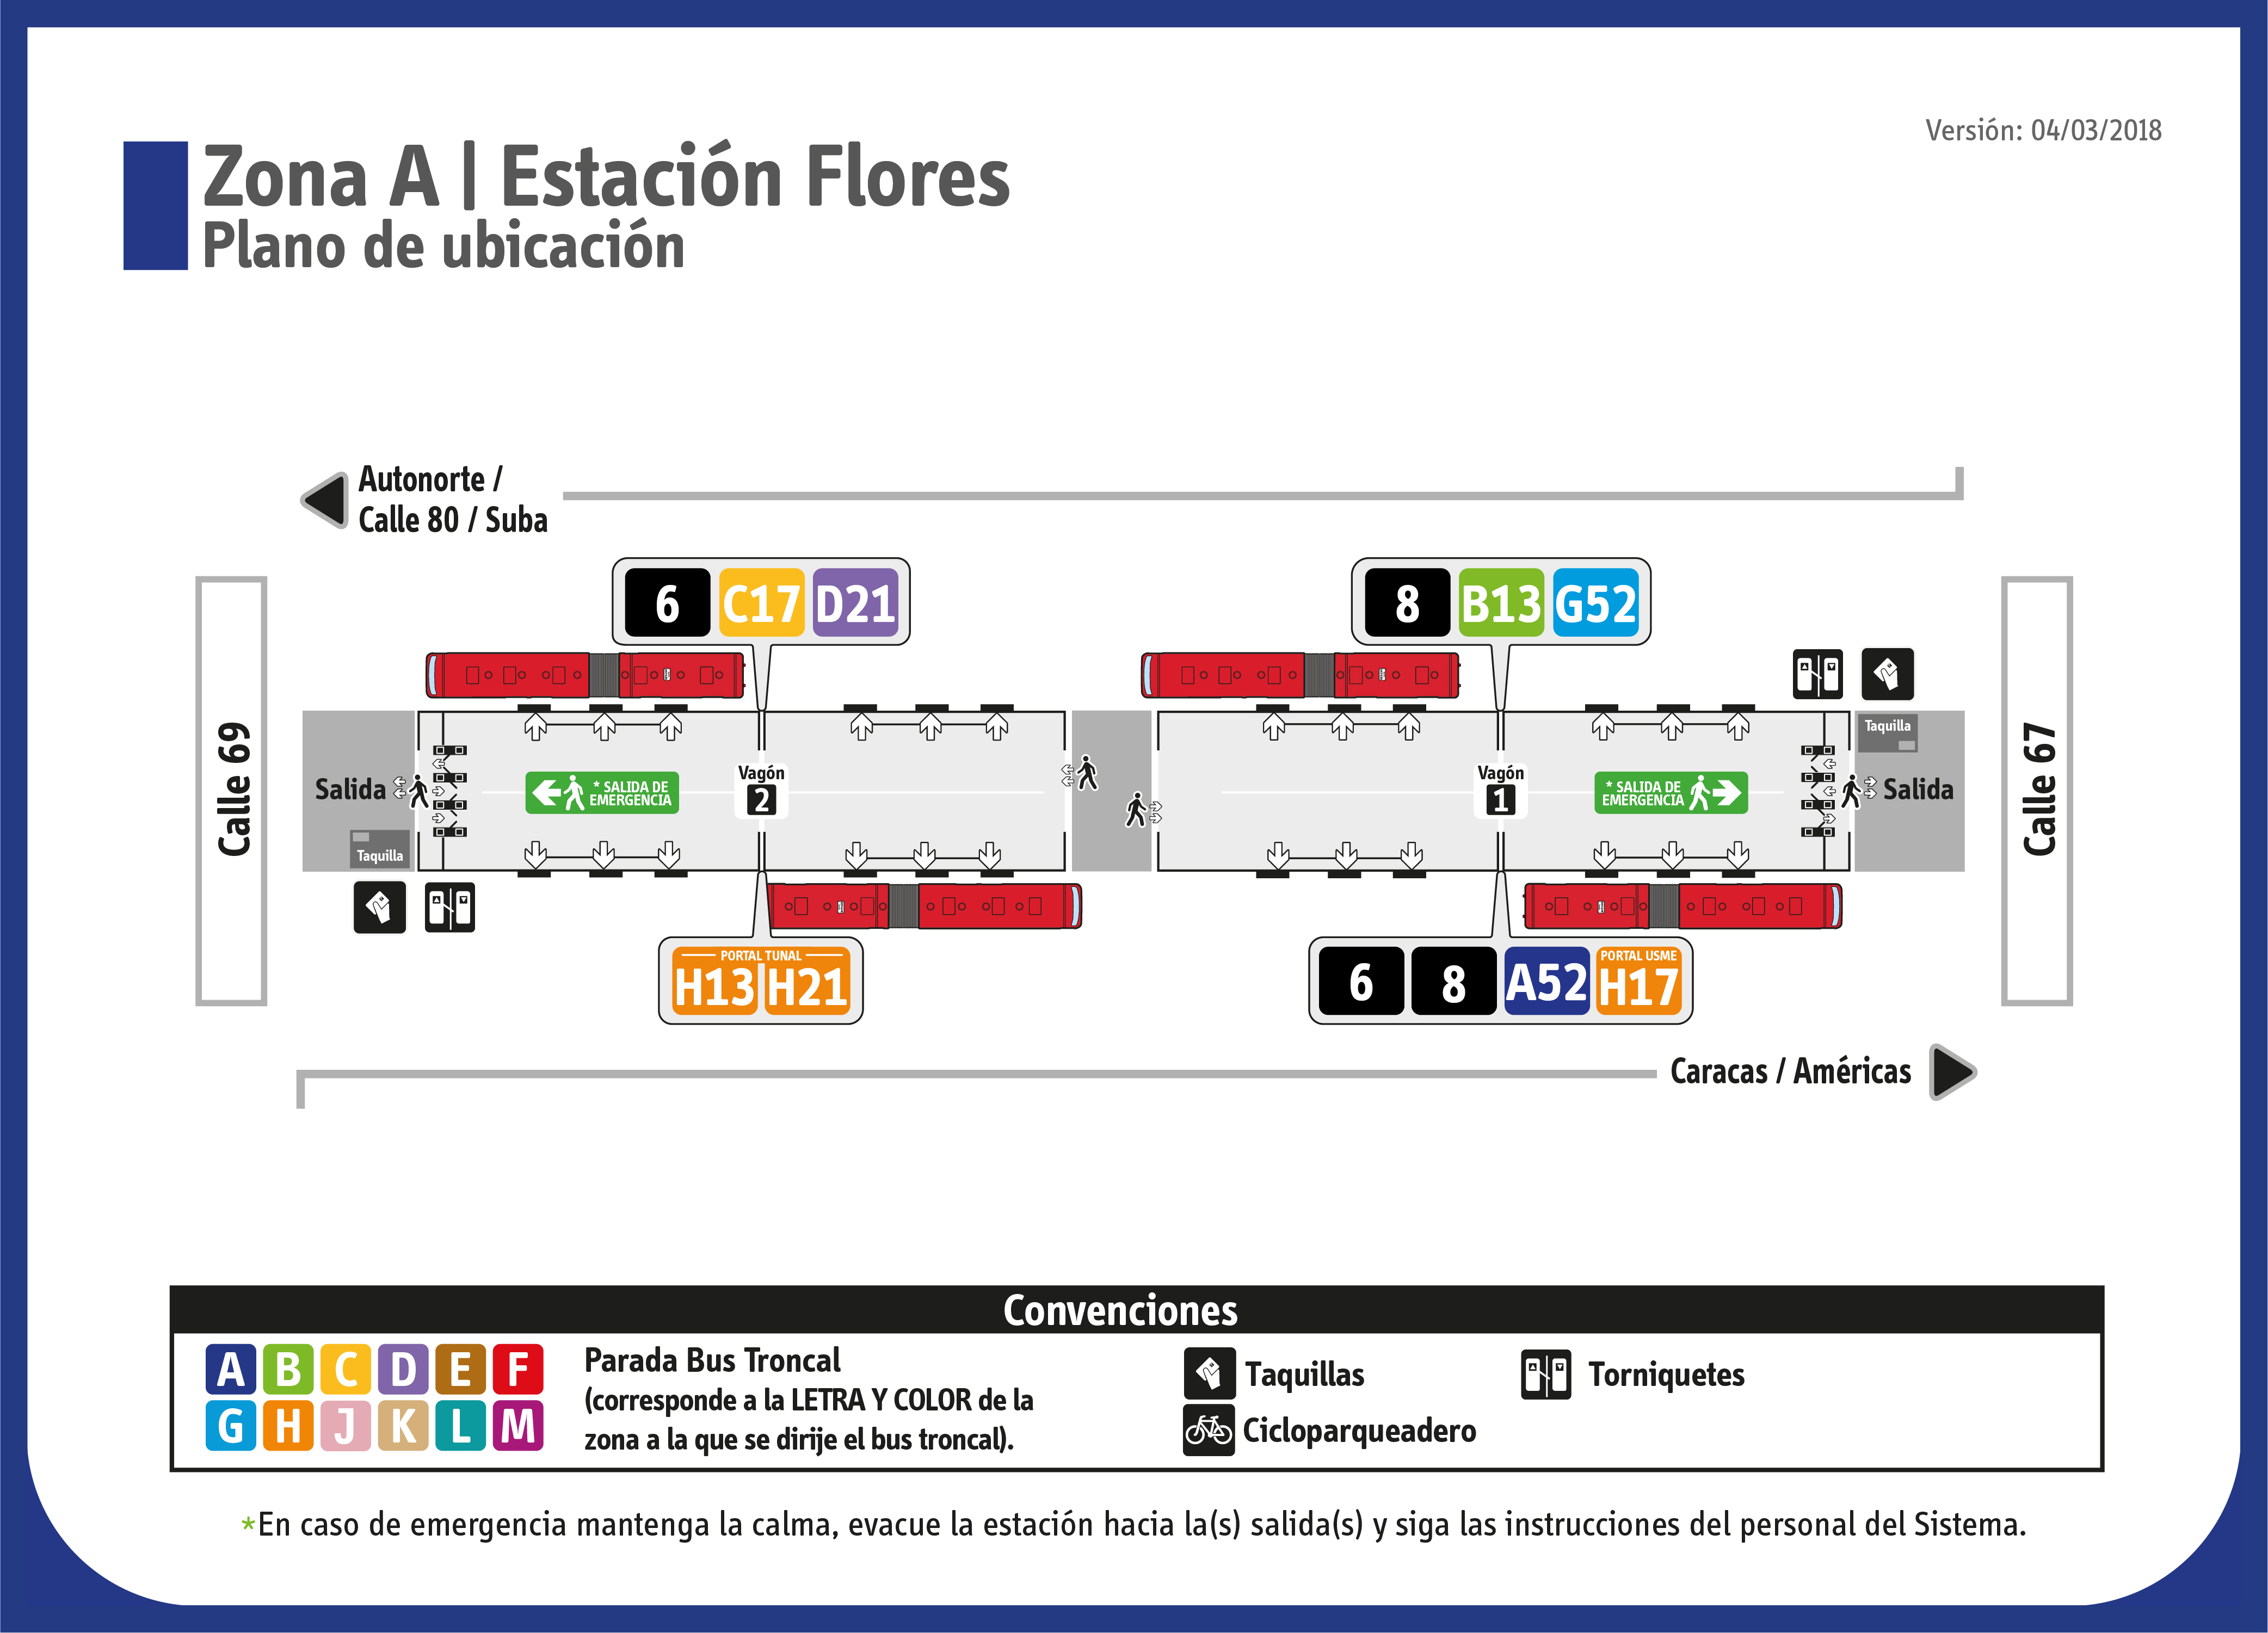 Versión: 04/03/2018
Zona A | Estación Flores
Plano de ubicación
Autonorte /
Calle 80 / Suba
6 C17 D21
8 B13 G52
Calle 69
Calle 67
Taquilla
Salida
* SALIDA DE
EMERGENCIA
Vagón
2
Vagón
1
* SALIDA DE
EMERGENCIA
Salida
Taquilla
PORTAL TUNAL
H13 H21
PORTAL USME
6 8 A52 H17
Caracas / Américas
Convenciones
A B C D E F
G H J K L M
Parada Bus Troncal
(corresponde a la LETRA Y COLOR de la
zona a la que se dirije el bus troncal).
Taquillas
Cicloparqueadero
Torniquetes
*En caso de emergencia mantenga la calma, evacue la estación hacia la(s) salida(s) y siga las instrucciones del personal del Sistema.